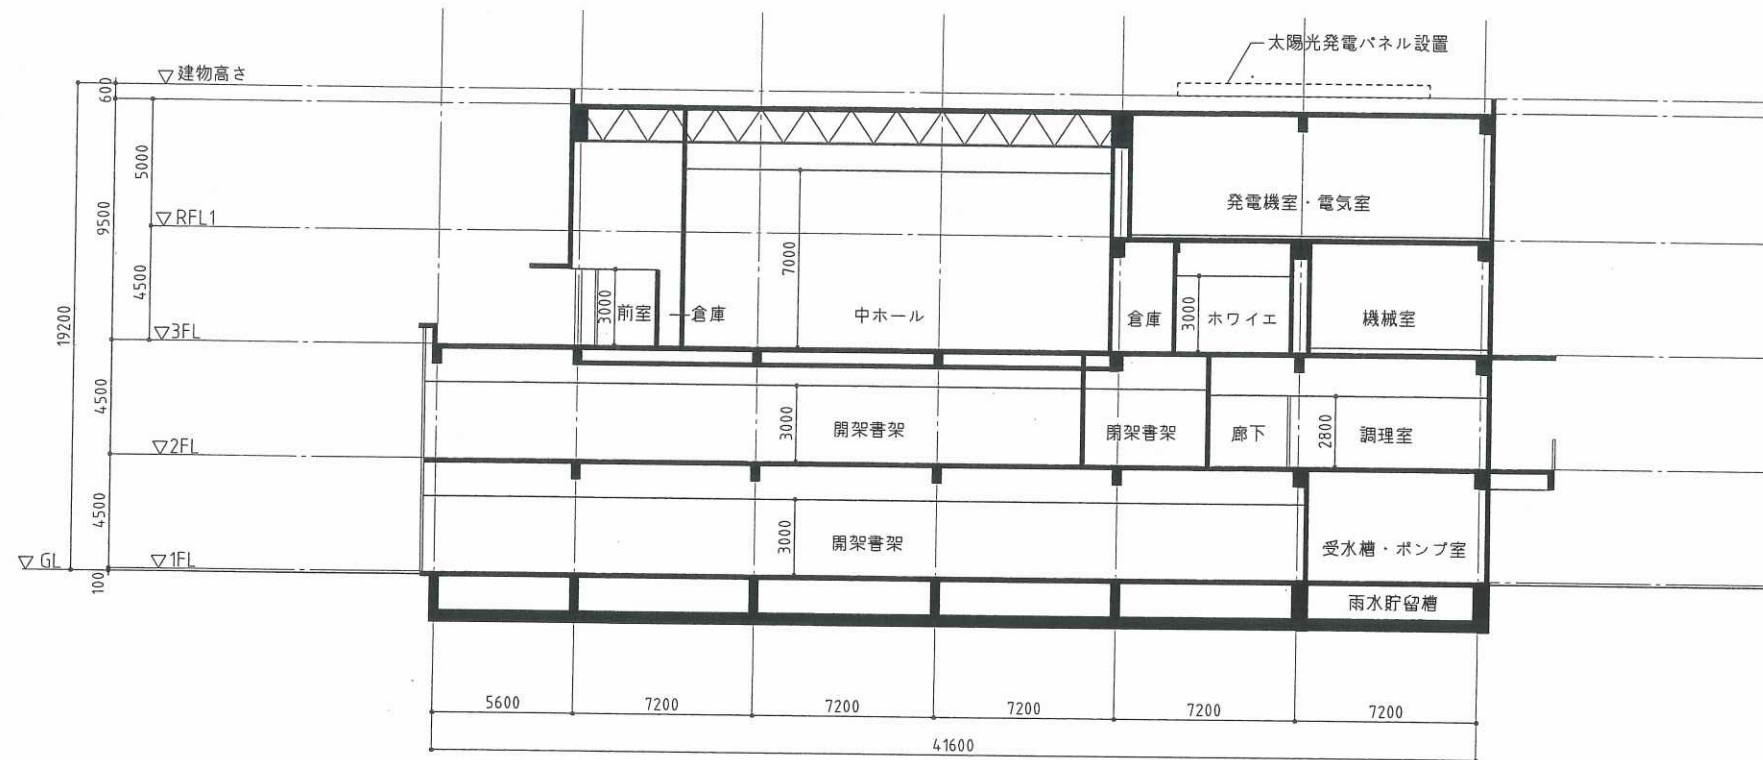 太陽光発電パネル設置
▽建物高さ
600
5000
発電機室・電気室
▽RFL1
9500
7000
4500
3000
前室
倉庫
中ホール
倉庫
3000
ホワイエ
機械室
19200
▽3FL
4500
3000
開架書架
閉架書架
廊下
2800
調理室
▽2FL
4500
3000
開架書架
受水槽・ポンプ室
▽GL
▽1FL
100
雨水貯留槽
5600
7200
7200
7200
7200
7200
41600